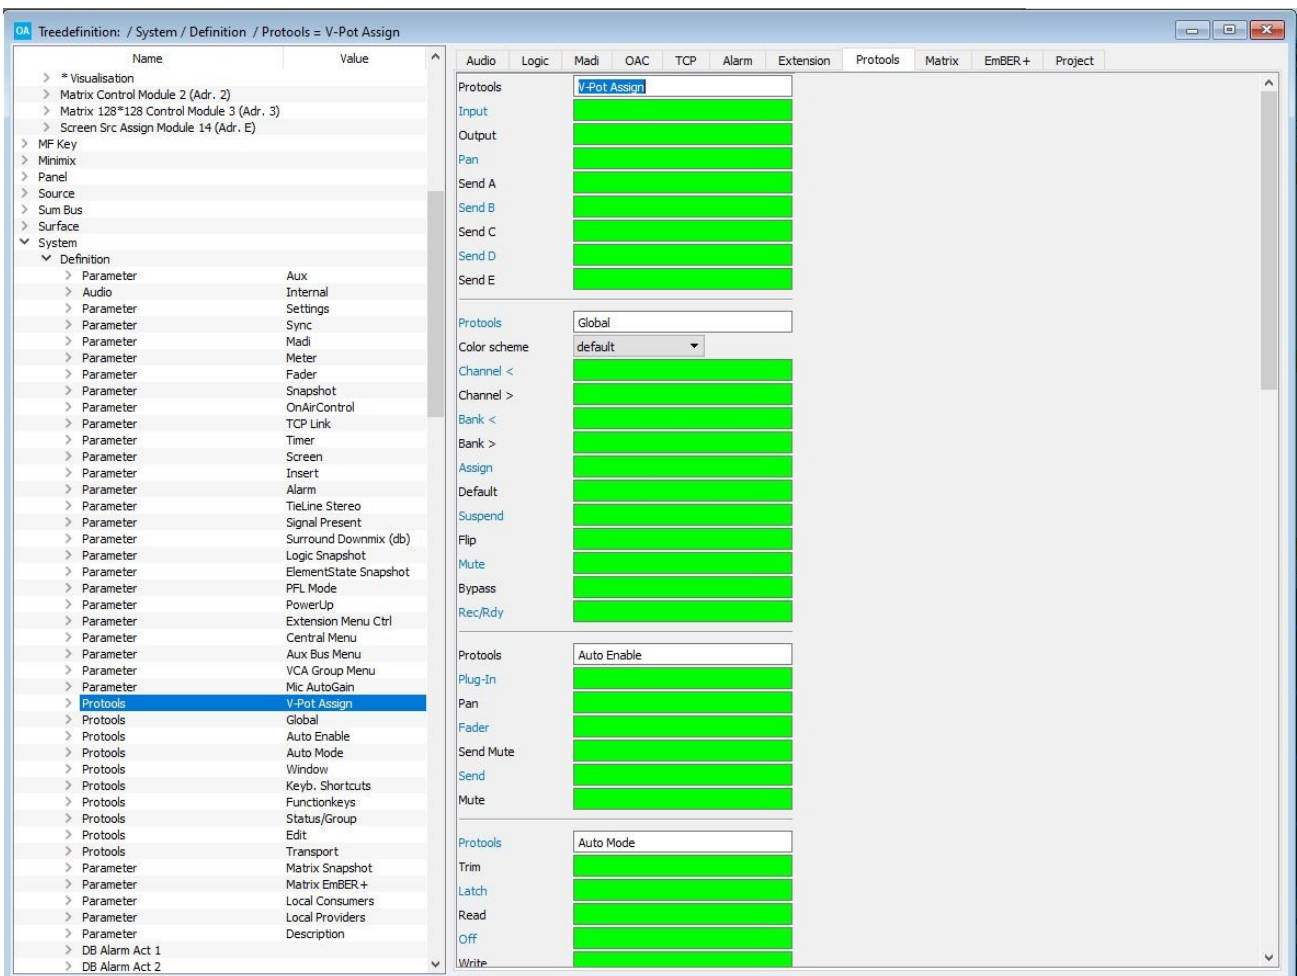 OA Treedefinition: / System / Definition / Protools = V-Pot Assign
Name Value
* Visualisation
Matrix Control Module 2 (Adr. 2)
Matrix 128*128 Control Module 3 (Adr. 3)
Screen Src Assign Module 14 (Adr. E)
MF Key
Minimix
Panel
Source
Sum Bus
Surface
System
Definition
Parameter Aux
Audio Internal
Parameter Settings
Parameter Sync
Parameter Madi
Parameter Meter
Parameter Fader
Parameter Snapshot
Parameter OnAirControl
Parameter TCP Link
Parameter Timer
Parameter Screen
Parameter Insert
Parameter Alarm
Parameter TieLine Stereo
Parameter Signal Present
Parameter Surround Downmix (db)
Parameter Logic Snapshot
Parameter ElementState Snapshot
Parameter PFL Mode
Parameter PowerUp
Parameter Extension Menu Ctrl
Parameter Central Menu
Parameter Aux Bus Menu
Parameter VCA Group Menu
Parameter Mic AutoGain
Protools V-Pot Assign
Protools Global
Protools Auto Enable
Protools Auto Mode
Protools Window
Protools Keyb. Shortcuts
Protools Functionkeys
Protools Status/Group
Protools Edit
Protools Transport
Parameter Matrix Snapshot
Parameter Matrix EmBER+
Parameter Local Consumers
Parameter Local Providers
Parameter Description
DB Alarm Act 1
DB Alarm Act 2
Audio Logic Madi OAC TCP Alarm Extension Protools Matrix EmBER+ Project
Protools V-Pot Assign
Input
Output
Pan
Send A
Send B
Send C
Send D
Send E
Protools Global
Color scheme default
Channel <
Channel >
Bank <
Bank >
Assign
Default
Suspend
Flip
Mute
Bypass
Rec/Rdy
Protools Auto Enable
Plug-In
Pan
Fader
Send Mute
Send
Mute
Protools Auto Mode
Trim
Latch
Read
Off
Write